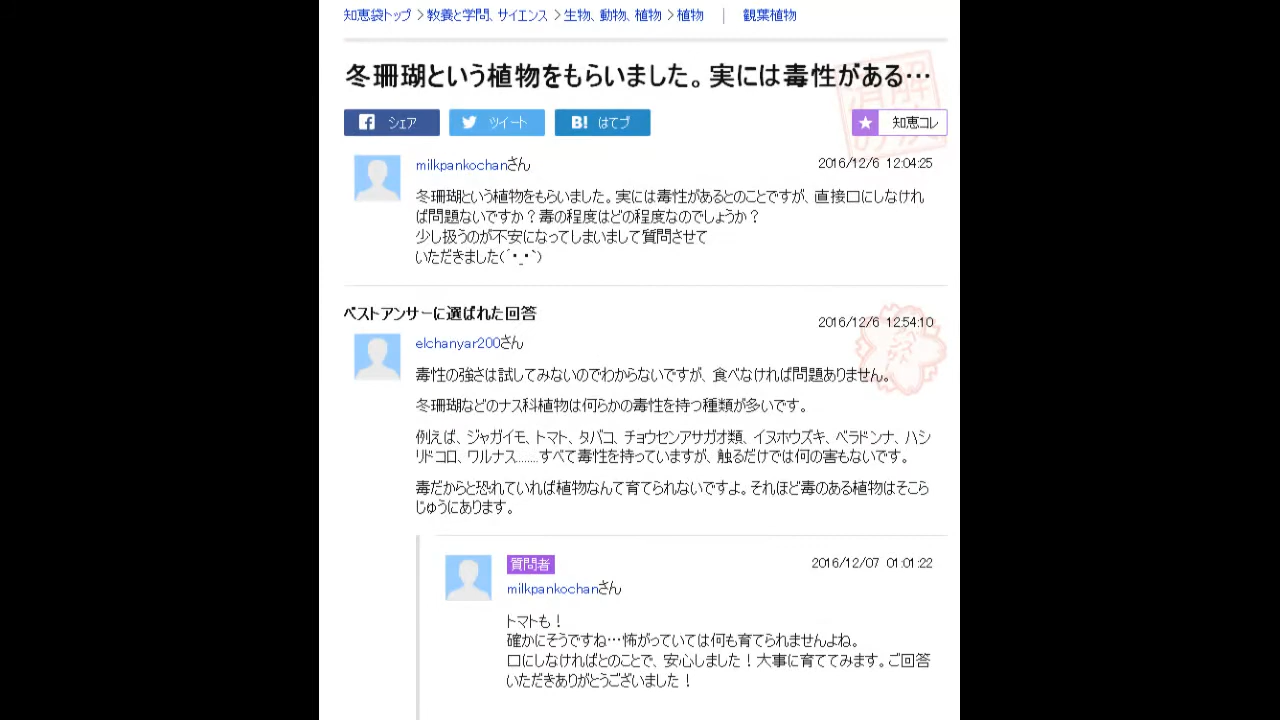 知恵袋トップ > 教養と学問、サイエンス > 生物、動物、植物 > 植物 | 観葉植物
冬珊瑚という植物をもらいました。実には毒性がある…
シェア ツイート B! はてブ 知恵コレ
milkpankochanさん 2016/12/6 12:04:25
冬珊瑚という植物をもらいました。実には毒性があるとのことですが、直接口にしなけれ
ば問題ないですか？毒の程度はどの程度なのでしょうか？
少し扱うのが不安になってしまいまして質問させて
いただきました(´･_･`)
ベストアンサーに選ばれた回答
2016/12/6 12:54:10
elchanyar200さん
毒性の強さは試してみないのでわからないですが、食べなければ問題ありません。
冬珊瑚などのナス科植物は何らかの毒性を持つ種類が多いです。
例えば、ジャガイモ、トマト、タバコ、チョウセンアサガオ類、イヌホウズキ、ベラドンナ、ハシ
リドコロ、ワルナス.......すべて毒性を持っていますが、触るだけでは何の害もないです。
毒だからと恐れていれば植物なんて育てられないですよ。それほど毒のある植物はそこら
じゅうにあります。
質問者 2016/12/07 01:01:22
milkpankochanさん
トマトも！
確かにそうですね…怖がっていては何も育てられませんよね。
口にしなければとのことで、安心しました！大事に育ててみます。ご回答
いただきありがとうございました！